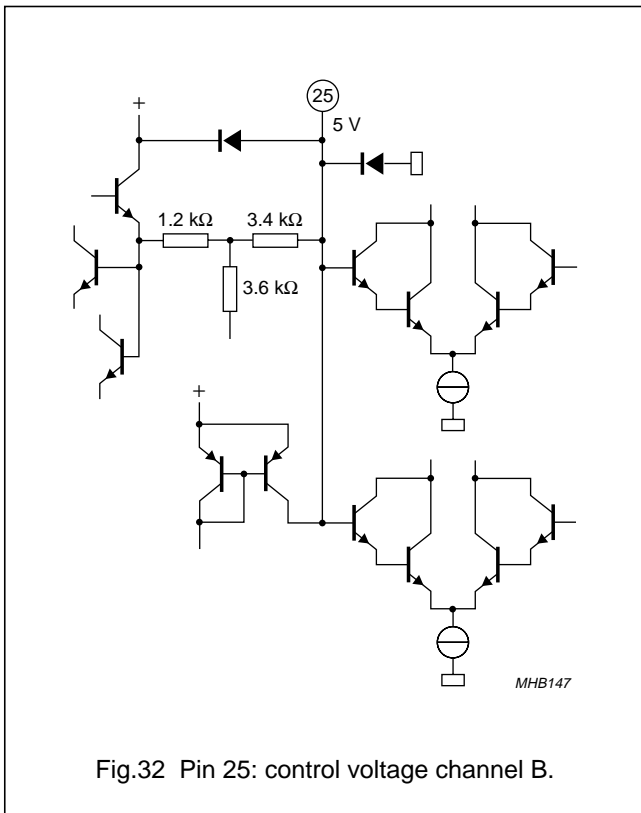 25
+
5 V
1.2 kΩ 3.4 kΩ
3.6 kΩ
+
MHB147
Fig.32 Pin 25: control voltage channel B.